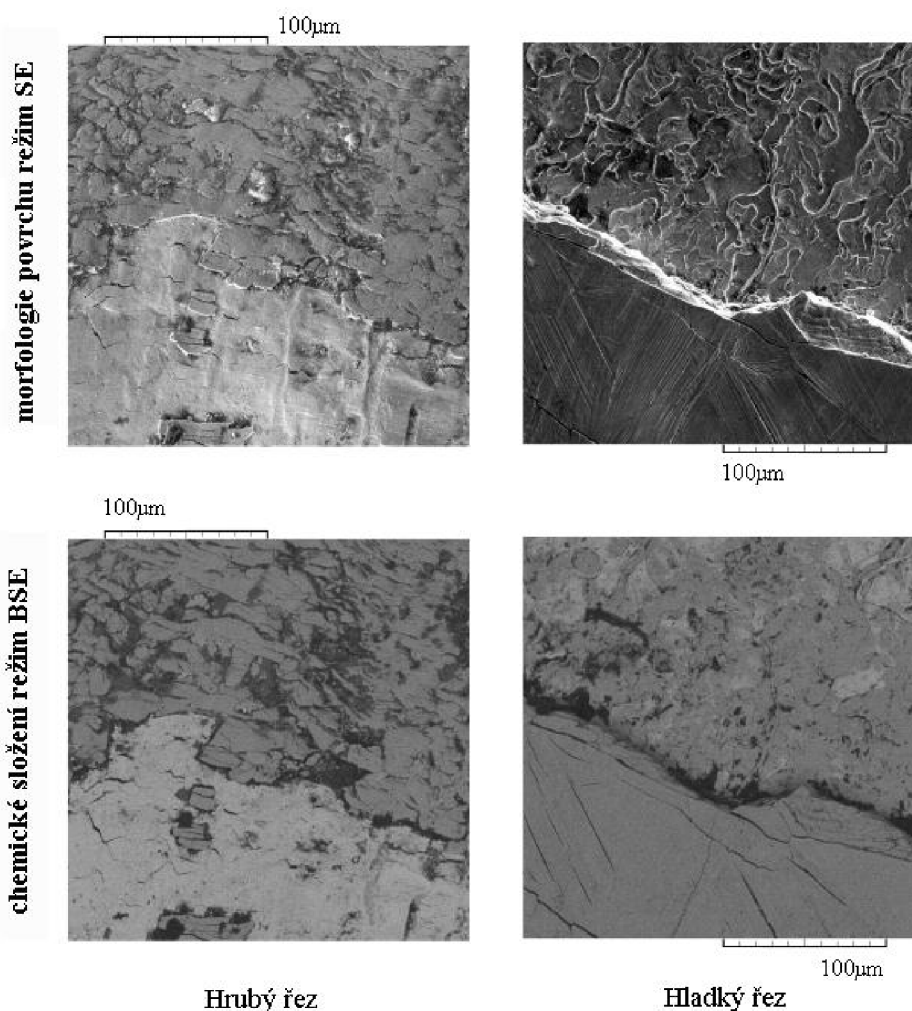 100µm
morfologie povrchu režim SE
100µm
100µm
chemické složení režim BSE
100µm
Hrubý řez
Hladký řez